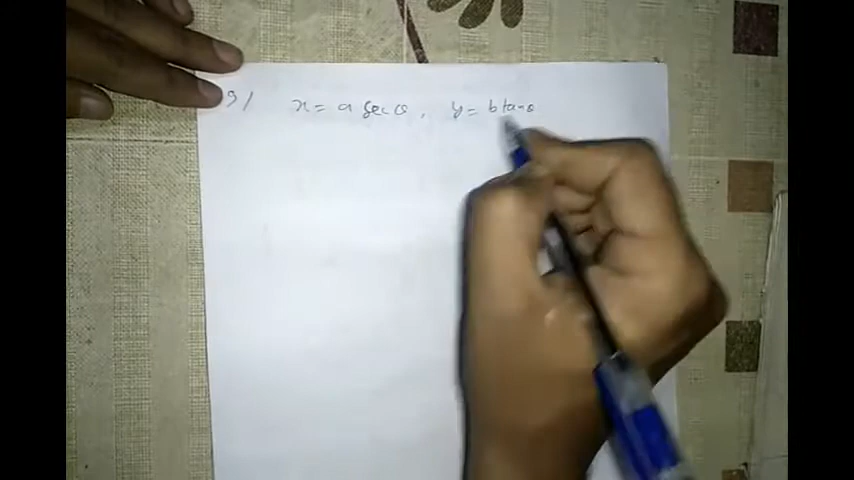 9/ x = a secθ, y = b tanθ